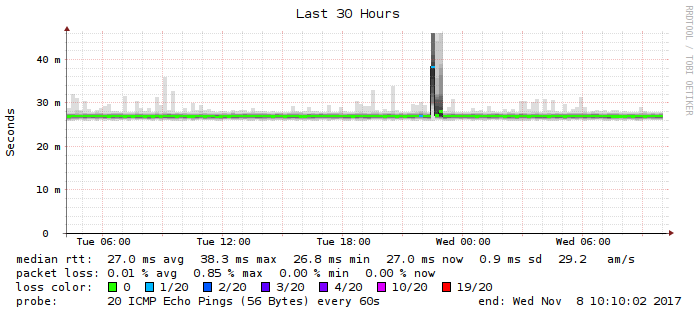 Last 30 Hours
RRDTOOL / TOBI OETIKER
Seconds
40 m
30 m
20 m
10 m
0
Tue 06:00 Tue 12:00 Tue 18:00 Wed 00:00 Wed 06:00
median rtt: 27.0 ms avg 38.3 ms max 26.8 ms min 27.0 ms now 0.9 ms sd 29.2 am/s
packet loss: 0.01 % avg 0.85 % max 0.00 % min 0.00 % now
loss color: 0 1/20 2/20 3/20 4/20 10/20 19/20
probe: 20 ICMP Echo Pings (56 Bytes) every 60s end: Wed Nov 8 10:10:02 2017